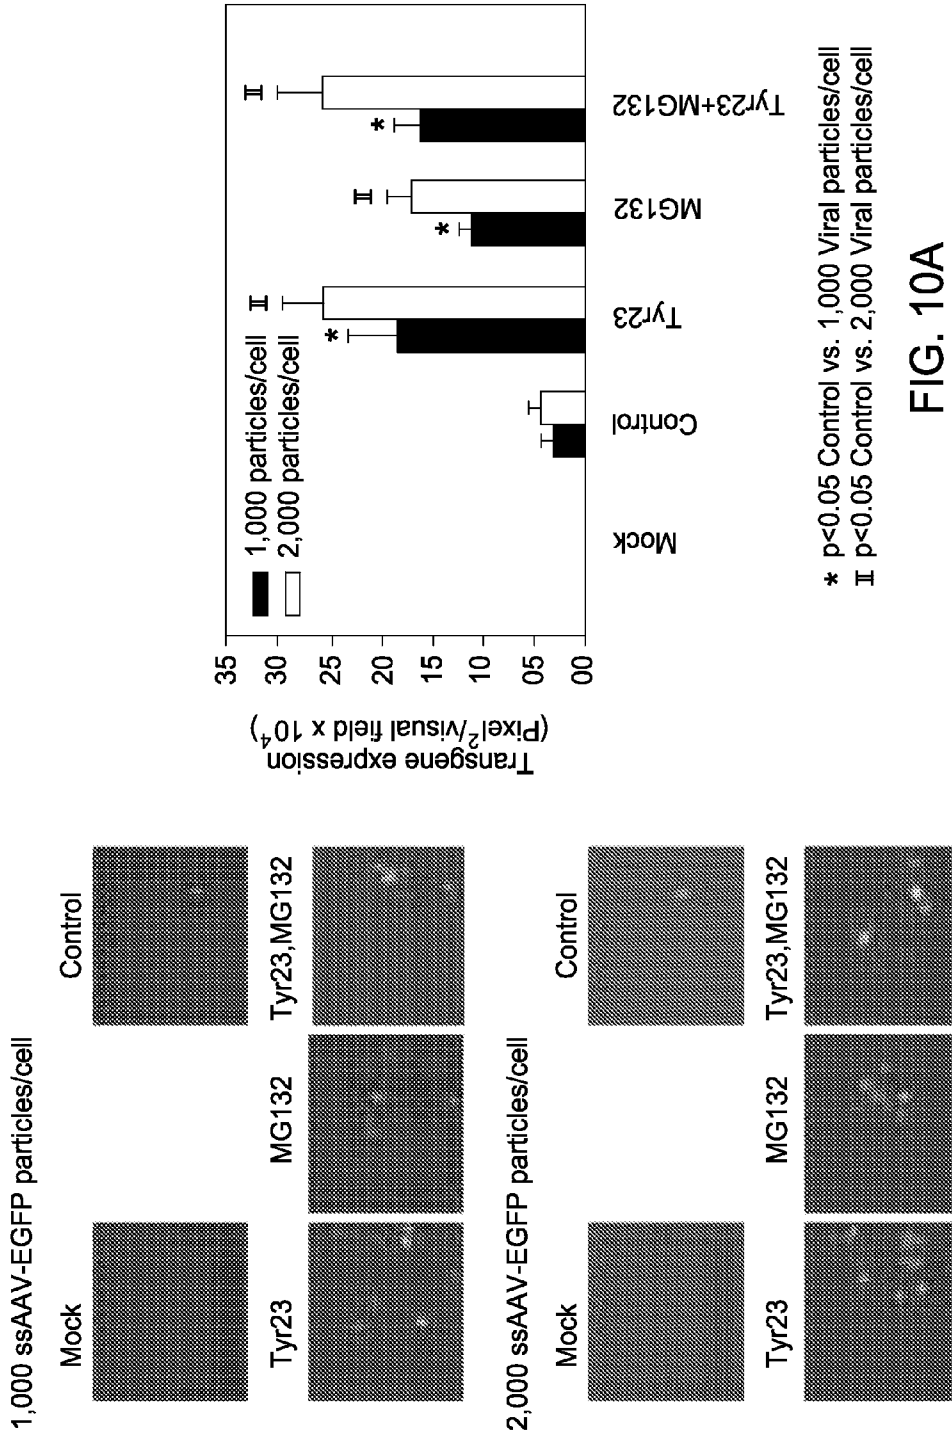 1,000 ssAAV-EGFP particles/cell
Mock
Control
Tyr23
MG132
Tyr23,MG132
2,000 ssAAV-EGFP particles/cell
Mock
Control
Tyr23
MG132
Tyr23,MG132
Transgene expression
(Pixel²/visual field x 10⁴)
35
30
25
20
15
10
05
00
1,000 particles/cell
2,000 particles/cell
*
*
*
Mock
Control
Tyr23
MG132
Tyr23+MG132
* p<0.05 Control vs. 1,000 Viral particles/cell
p<0.05 Control vs. 2,000 Viral particles/cell
FIG. 10A